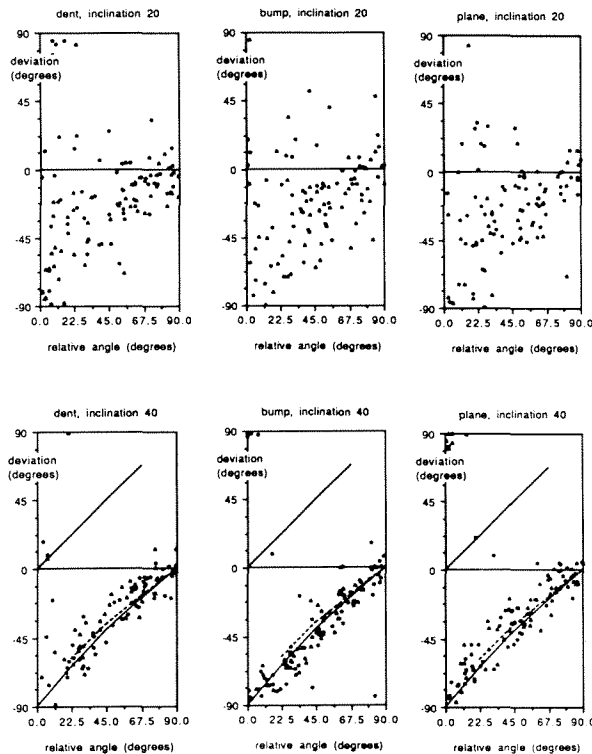 dent, inclination 20
bump, inclination 20
plane, inclination 20
90
90
90
deviation
(degrees)
deviation
(degrees)
deviation
(degrees)
45
45
45
0
0
0
-45
-45
-45
-90
-90
-90
0.0 22.5 45.0 67.5 90.0
0.0 22.5 45.0 67.5 90.0
0.0 22.5 45.0 67.5 90.0
relative angle (degrees)
relative angle (degrees)
relative angle (degrees)
dent, inclination 40
bump, inclination 40
plane, inclination 40
90
90
90
deviation
(degrees)
deviation
(degrees)
deviation
(degrees)
45
45
45
0
0
0
-45
-45
-45
-90
-90
-90
0.0 22.5 45.0 67.5 90.0
0.0 22.5 45.0 67.5 90.0
0.0 22.5 45.0 67.5 90.0
relative angle (degrees)
relative angle (degrees)
relative angle (degrees)